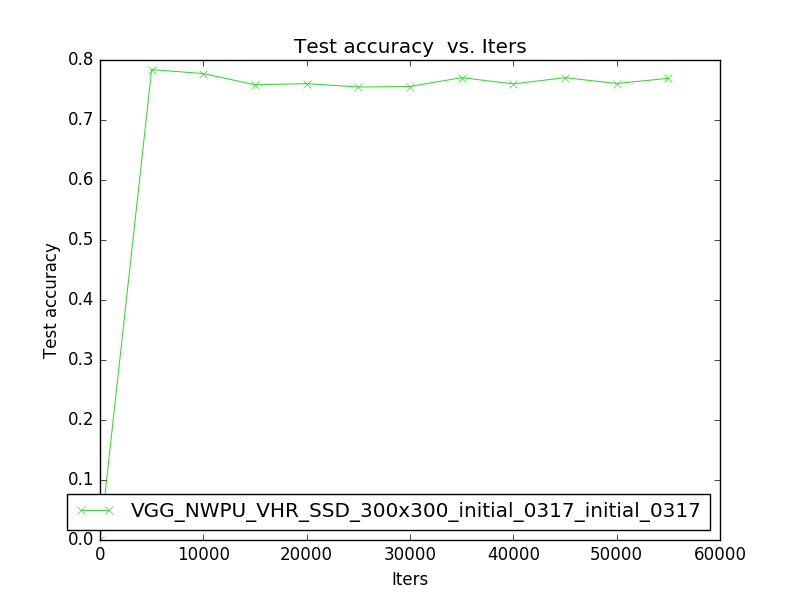 Test accuracy  vs. Iters
0.8
0.7
0.6
0.5
0.4
0.3
0.2
0.1
0.0
Test accuracy
VGG_NWPU_VHR_SSD_300x300_initial_0317_initial_0317
0 10000 20000 30000 40000 50000 60000
Iters